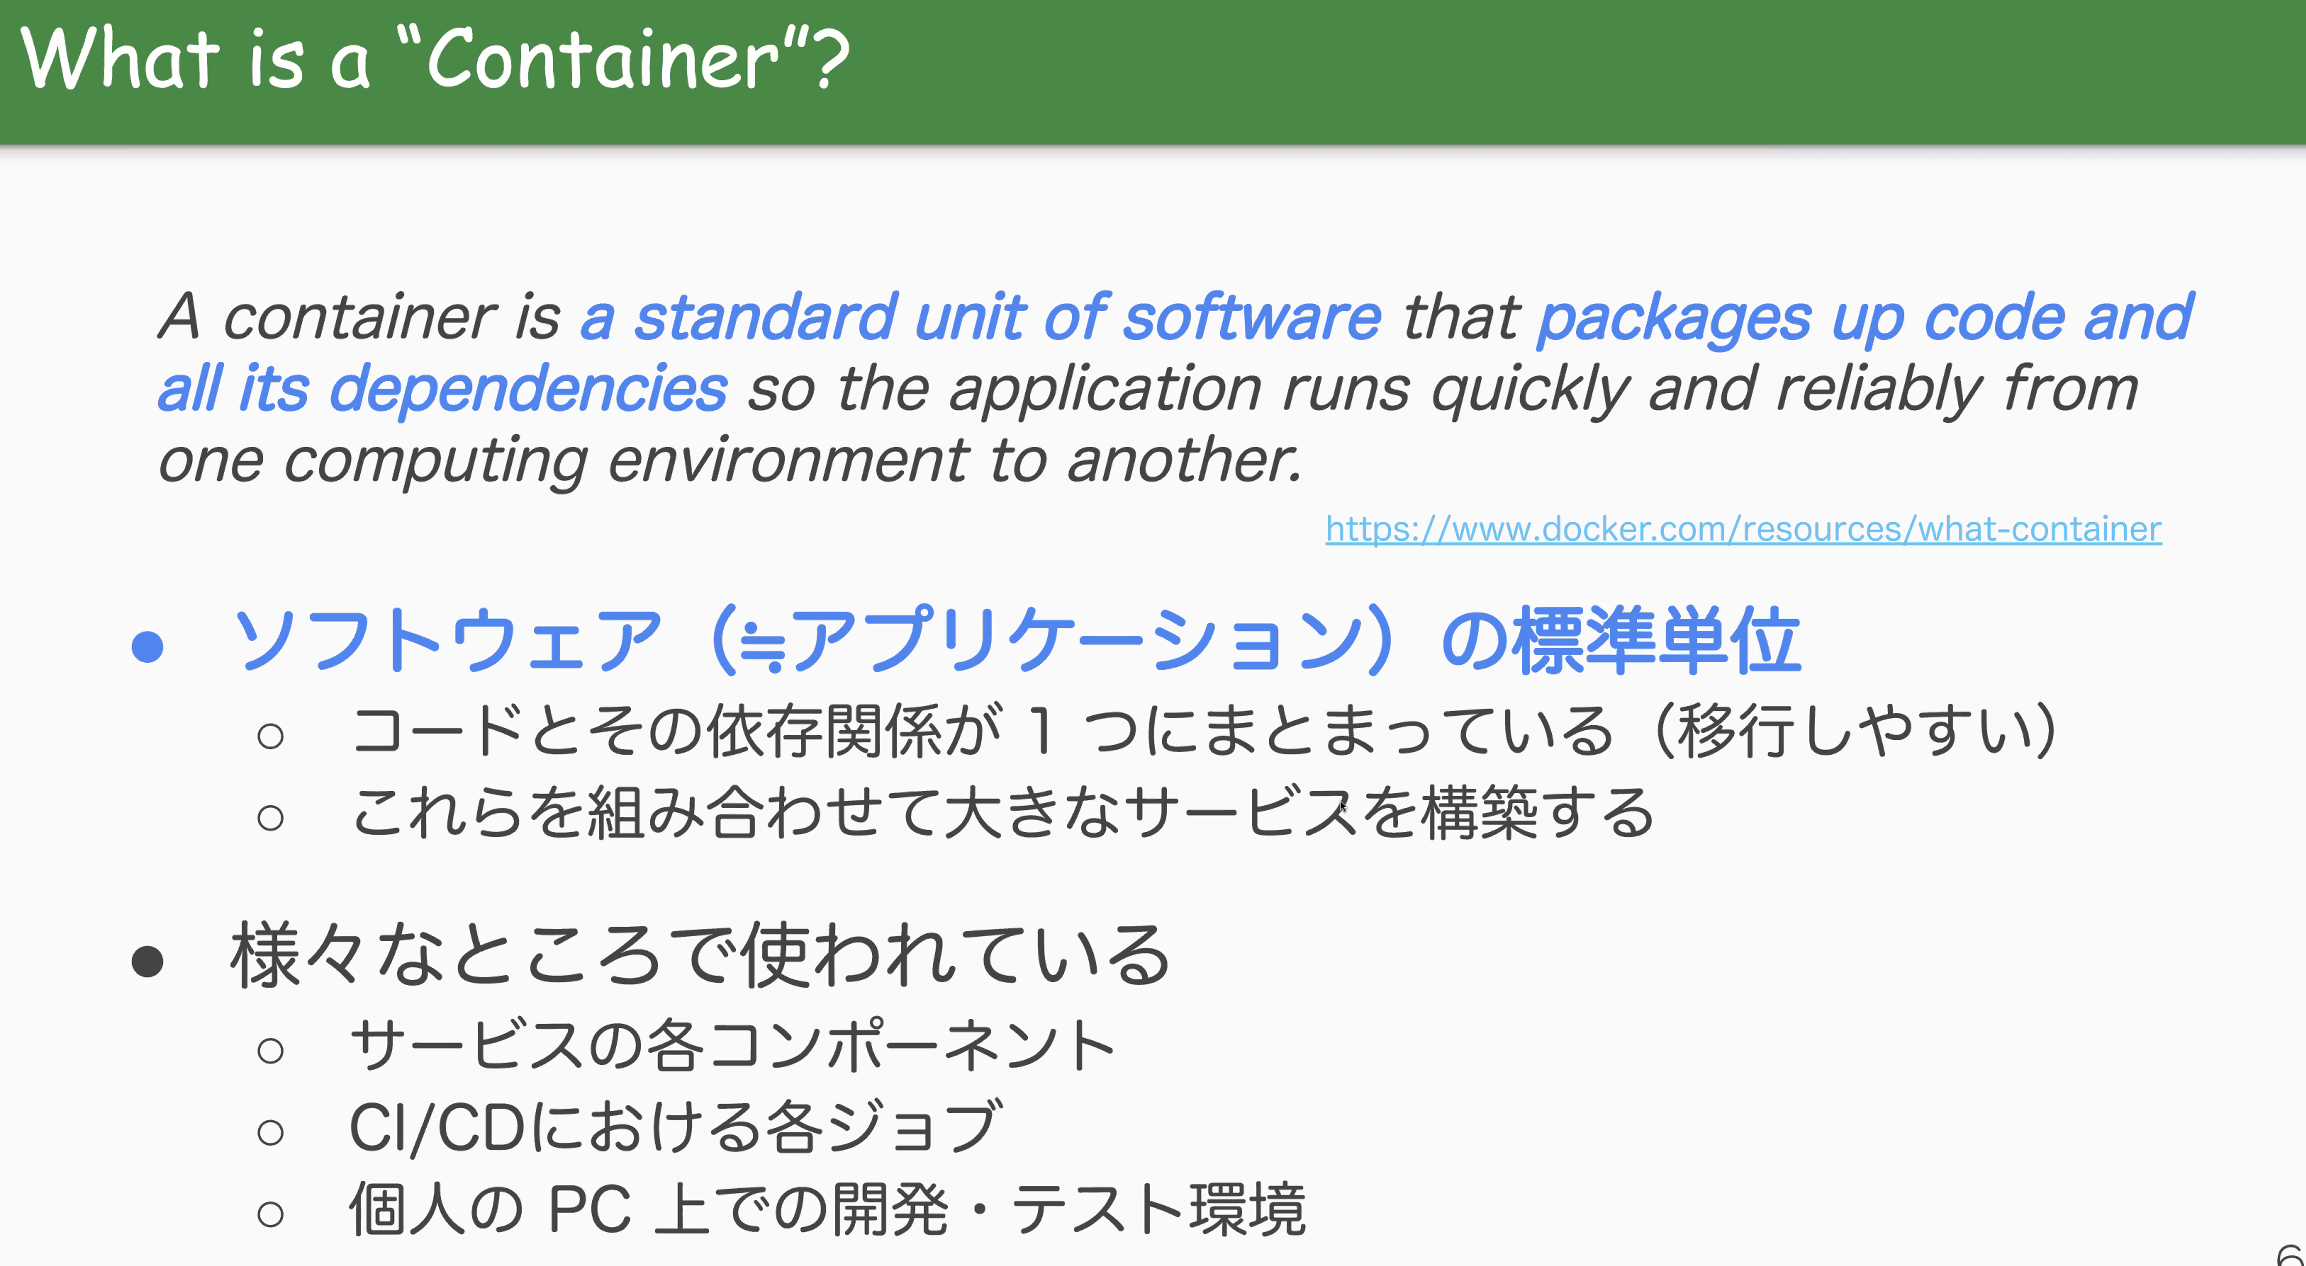 What is a “Container”?
A container is a standard unit of software that packages up code and
all its dependencies so the application runs quickly and reliably from
one computing environment to another.
https://www.docker.com/resources/what-container
● ソフトウェア（≒アプリケーション）の標準単位
○ コードとその依存関係が 1 つにまとまっている（移行しやすい）
○ これらを組み合わせて大きなサービスを構築する
● 様々なところで使われている
○ サービスの各コンポーネント
○ CI/CDにおける各ジョブ
○ 個人の PC 上での開発・テスト環境
6